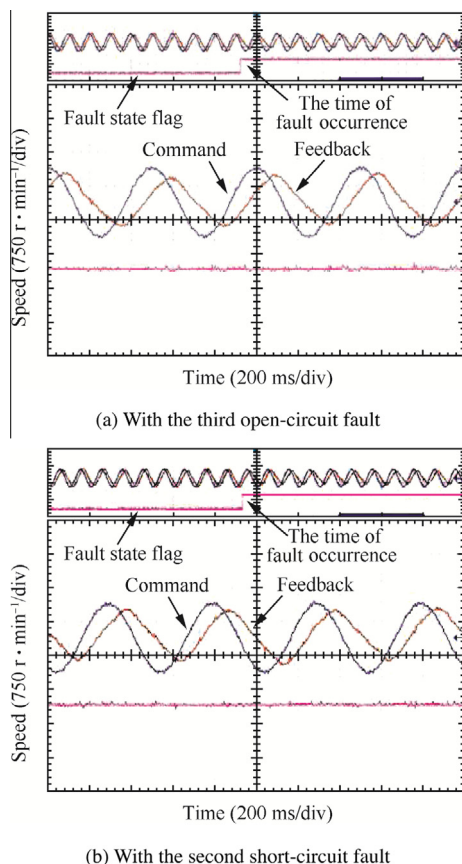 Fault state flag
The time of
fault occurrence
Command
Feedback
Speed (750 r · min⁻¹/div)
Time (200 ms/div)
(a) With the third open-circuit fault
Fault state flag
The time of
fault occurrence
Command
Feedback
Speed (750 r · min⁻¹/div)
Time (200 ms/div)
(b) With the second short-circuit fault